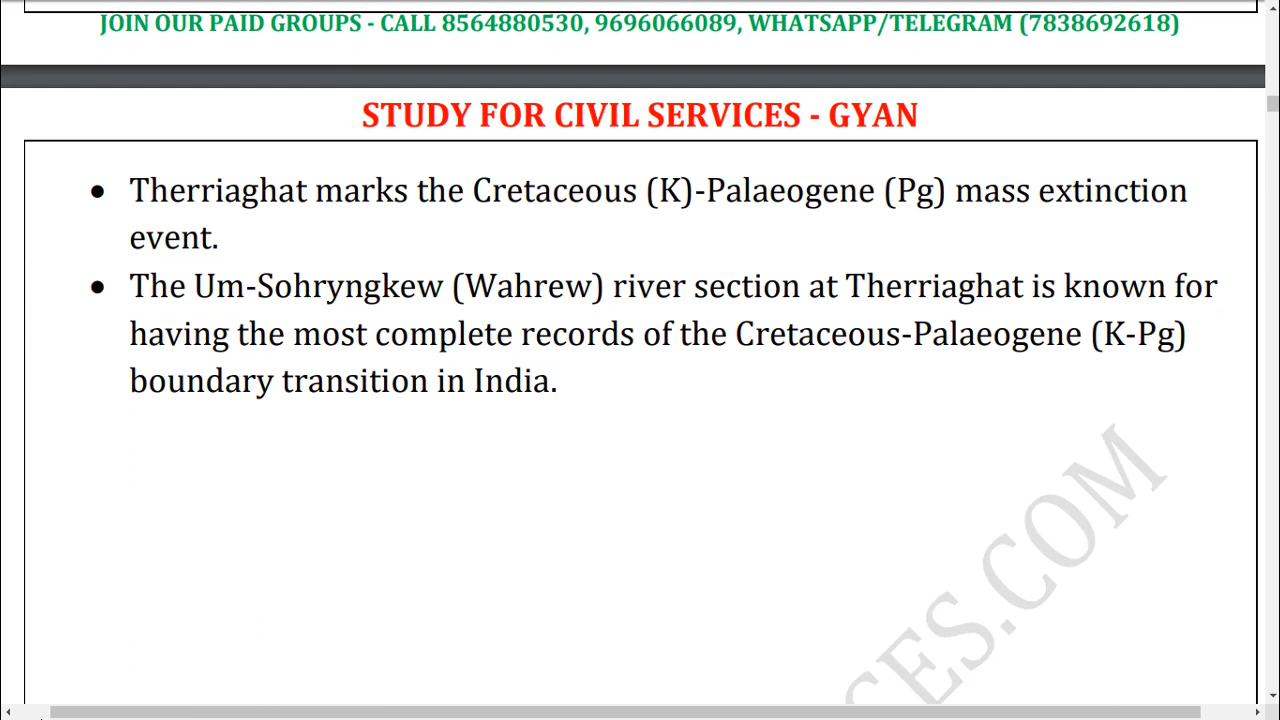 JOIN OUR PAID GROUPS - CALL 8564880530, 9696066089, WHATSAPP/TELEGRAM (7838692618)
STUDY FOR CIVIL SERVICES - GYAN
• Therriaghat marks the Cretaceous (K)-Palaeogene (Pg) mass extinction
event.
• The Um-Sohryngkew (Wahrew) river section at Therriaghat is known for
having the most complete records of the Cretaceous-Palaeogene (K-Pg)
boundary transition in India.
CES.COM